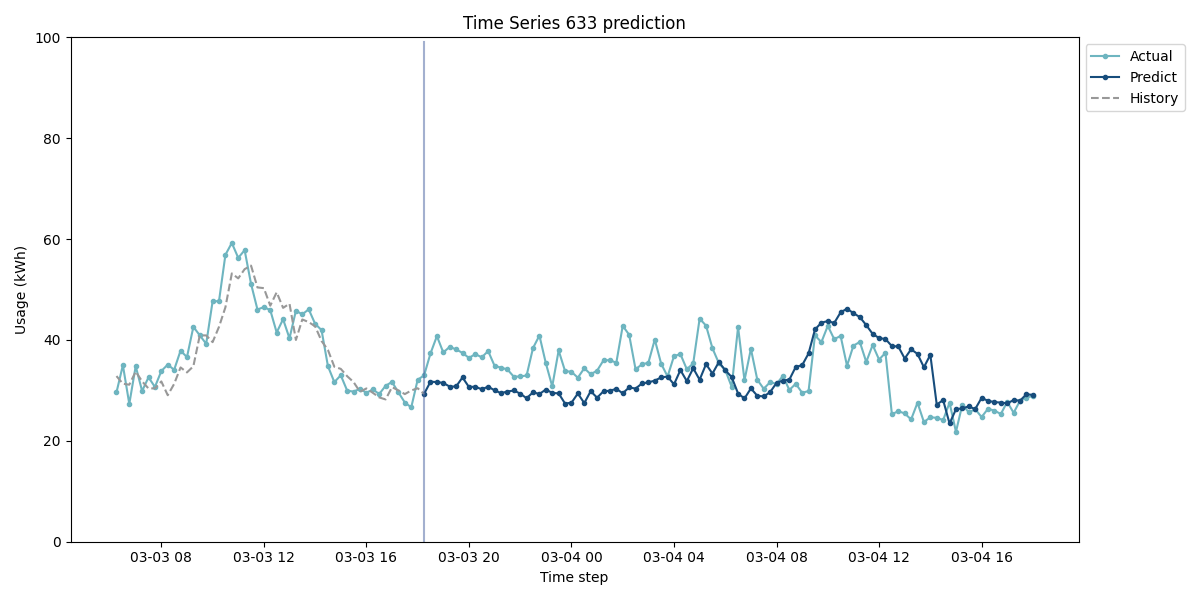 Time Series 633 prediction
100
80
60
40
20
0
Usage (kWh)
03-03 08
03-03 12
03-03 16
03-03 20
03-04 00
03-04 04
03-04 08
03-04 12
03-04 16
Time step
Actual
Predict
History